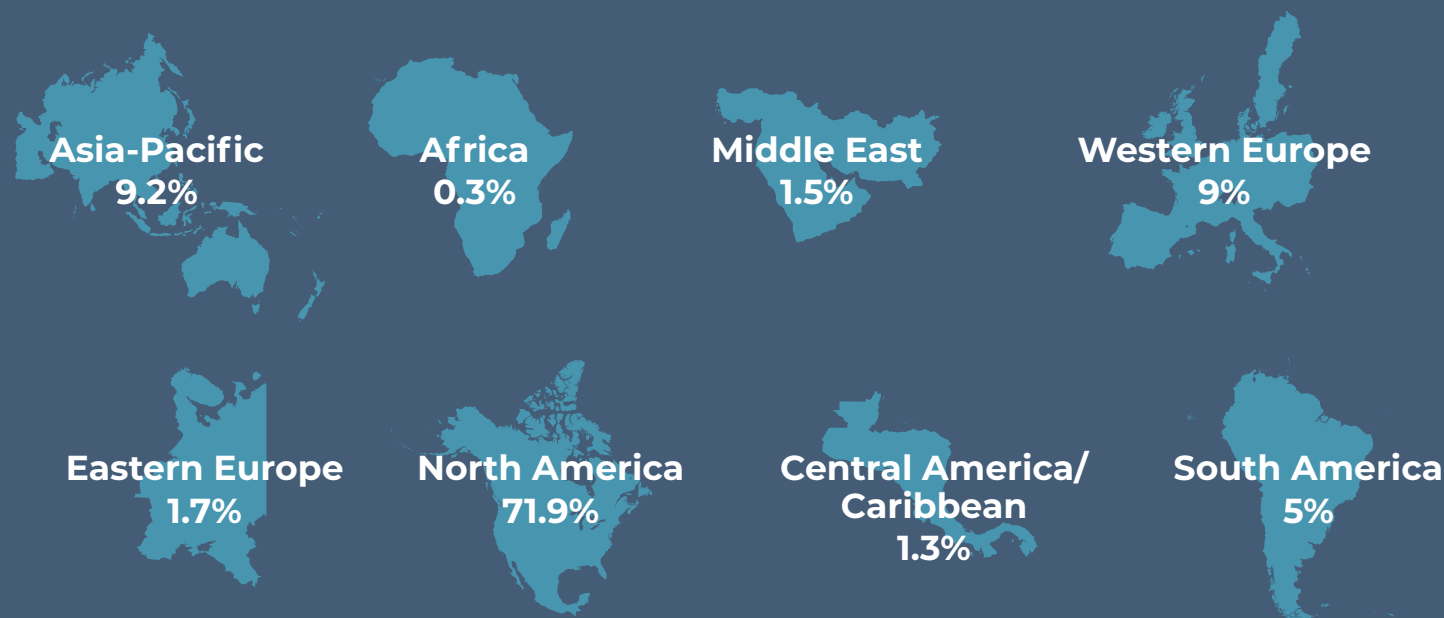 Asia-Pacific
9.2%
Africa
0.3%
Middle East
1.5%
Western Europe
9%
Eastern Europe
1.7%
North America
71.9%
Central America/
Caribbean
1.3%
South America
5%